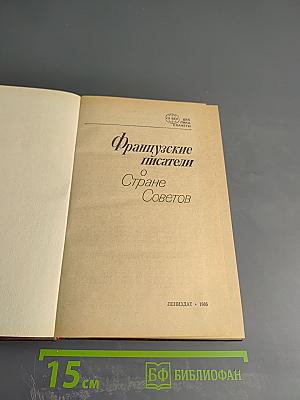 Французские
писатели
о
Стране
Советов
ЛЕНИЗДАТ • 1985
15 см
БФ БИБЛИОФАН